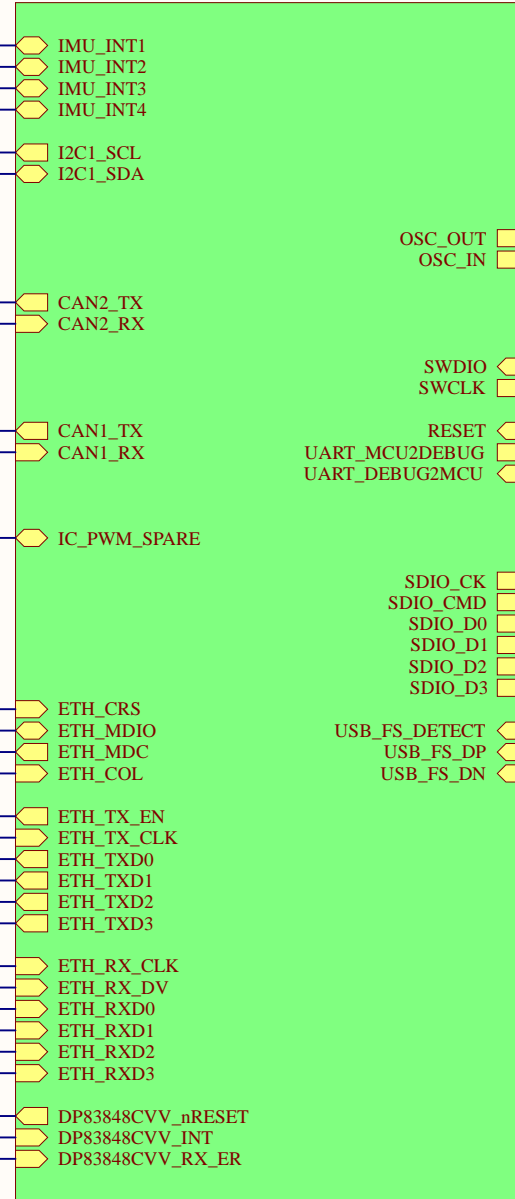 IMU_INT1
IMU_INT2
IMU_INT3
IMU_INT4
I2C1_SCL
I2C1_SDA
OSC_OUT
OSC_IN
CAN2_TX
CAN2_RX
SWDIO
SWCLK
CAN1_TX
RESET
CAN1_RX
UART_MCU2DEBUG
UART_DEBUG2MCU
IC_PWM_SPARE
SDIO_CK
SDIO_CMD
SDIO_D0
SDIO_D1
SDIO_D2
SDIO_D3
ETH_CRS
ETH_MDIO
USB_FS_DETECT
ETH_MDC
USB_FS_DP
ETH_COL
USB_FS_DN
ETH_TX_EN
ETH_TX_CLK
ETH_TXD0
ETH_TXD1
ETH_TXD2
ETH_TXD3
ETH_RX_CLK
ETH_RX_DV
ETH_RXD0
ETH_RXD1
ETH_RXD2
ETH_RXD3
DP83848CVV_nRESET
DP83848CVV_INT
DP83848CVV_RX_ER